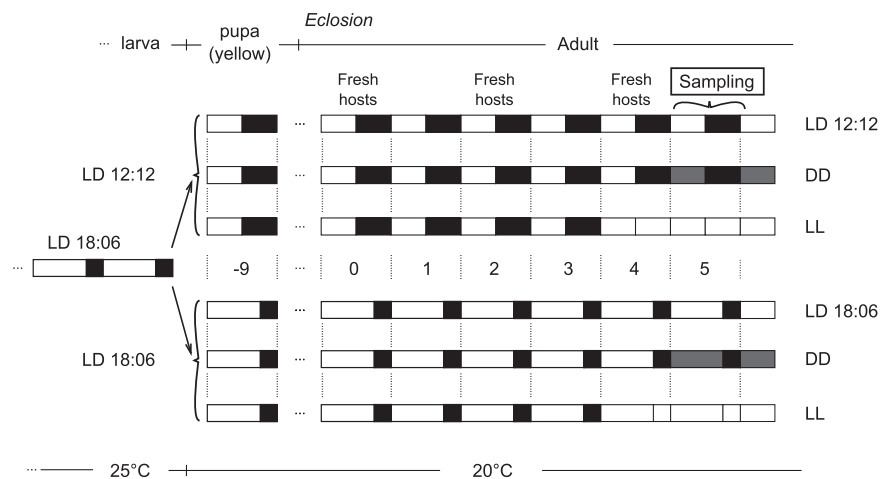 Eclosion
··· larva
pupa
(yellow)
Adult
Fresh
hosts
Fresh
hosts
Fresh
hosts
Sampling
LD 12:12
LD 12:12
···
···
DD
···
LL
LD 18:06
···
-9
···
0
1
2
3
4
5
LD 18:06
···
LD 18:06
···
DD
···
LL
···
25°C
20°C